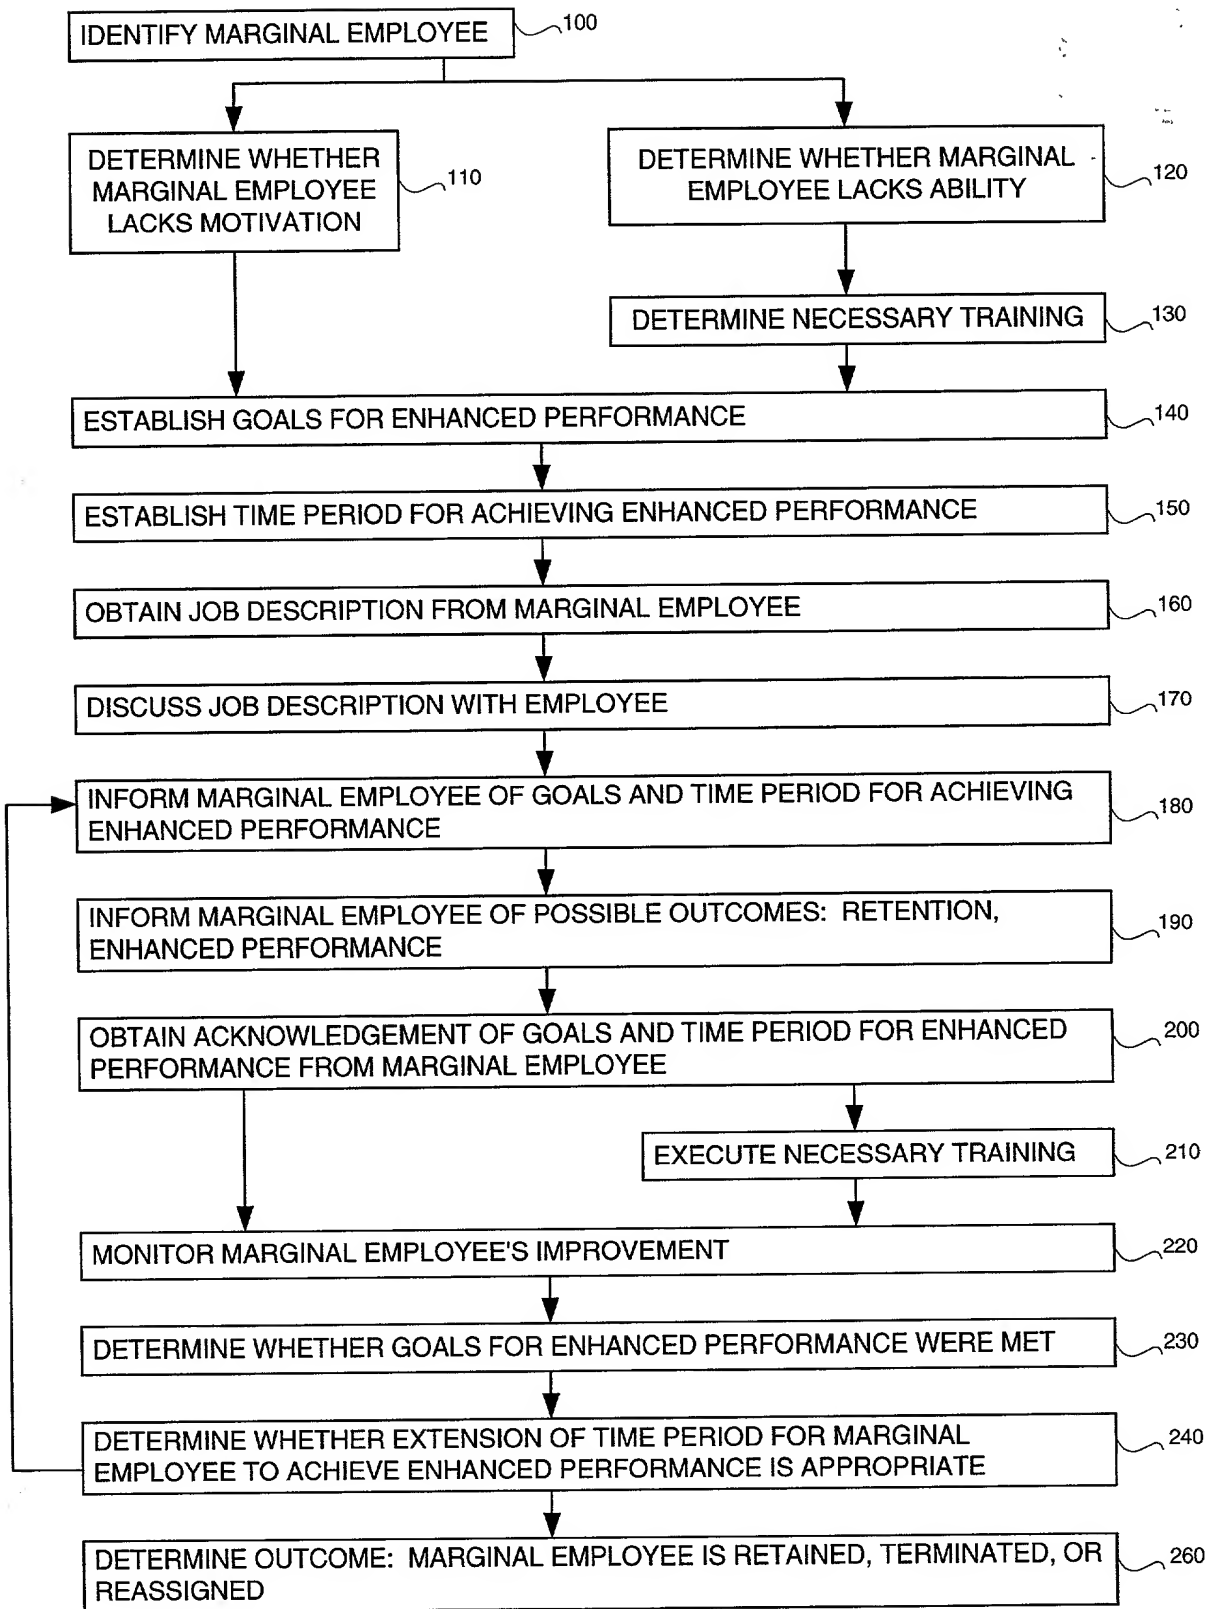 IDENTIFY MARGINAL EMPLOYEE
100
DETERMINE WHETHER
MARGINAL EMPLOYEE
LACKS MOTIVATION
110
DETERMINE WHETHER MARGINAL
EMPLOYEE LACKS ABILITY
120
DETERMINE NECESSARY TRAINING
130
ESTABLISH GOALS FOR ENHANCED PERFORMANCE
140
ESTABLISH TIME PERIOD FOR ACHIEVING ENHANCED PERFORMANCE
150
OBTAIN JOB DESCRIPTION FROM MARGINAL EMPLOYEE
160
DISCUSS JOB DESCRIPTION WITH EMPLOYEE
170
INFORM MARGINAL EMPLOYEE OF GOALS AND TIME PERIOD FOR ACHIEVING
ENHANCED PERFORMANCE
180
INFORM MARGINAL EMPLOYEE OF POSSIBLE OUTCOMES: RETENTION,
ENHANCED PERFORMANCE
190
OBTAIN ACKNOWLEDGEMENT OF GOALS AND TIME PERIOD FOR ENHANCED
PERFORMANCE FROM MARGINAL EMPLOYEE
200
EXECUTE NECESSARY TRAINING
210
MONITOR MARGINAL EMPLOYEE'S IMPROVEMENT
220
DETERMINE WHETHER GOALS FOR ENHANCED PERFORMANCE WERE MET
230
DETERMINE WHETHER EXTENSION OF TIME PERIOD FOR MARGINAL
EMPLOYEE TO ACHIEVE ENHANCED PERFORMANCE IS APPROPRIATE
240
DETERMINE OUTCOME: MARGINAL EMPLOYEE IS RETAINED, TERMINATED, OR
REASSIGNED
260